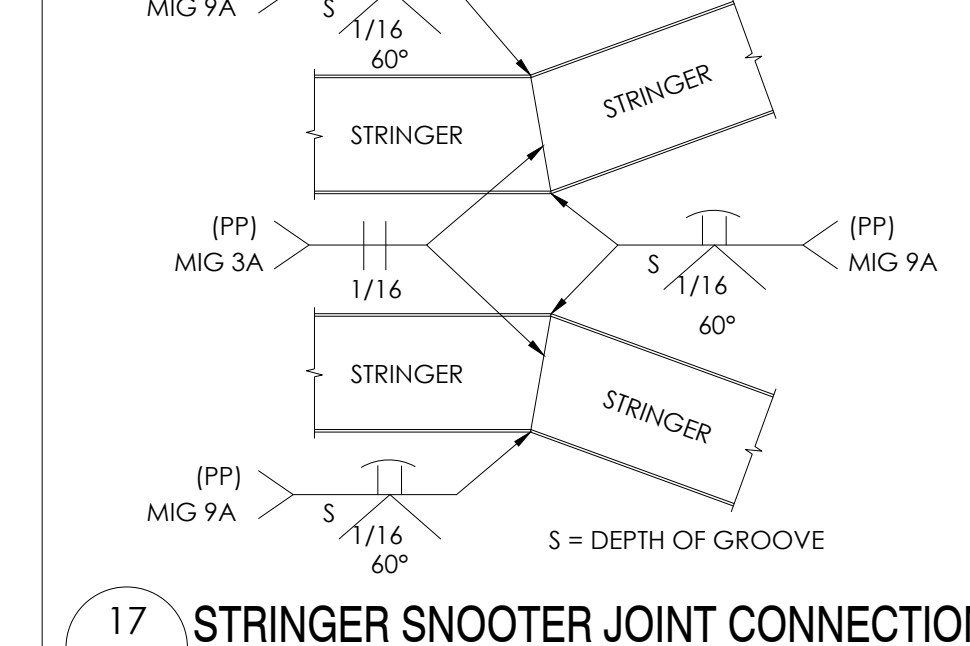 MIG 9A
S
1/16
60°
STRINGER
STRINGER
(PP)
MIG 3A
1/16
S
1/16
60°
(PP)
MIG 9A
STRINGER
STRINGER
(PP)
MIG 9A
S
1/16
60°
S = DEPTH OF GROOVE
17
STRINGER SNOOTER JOINT